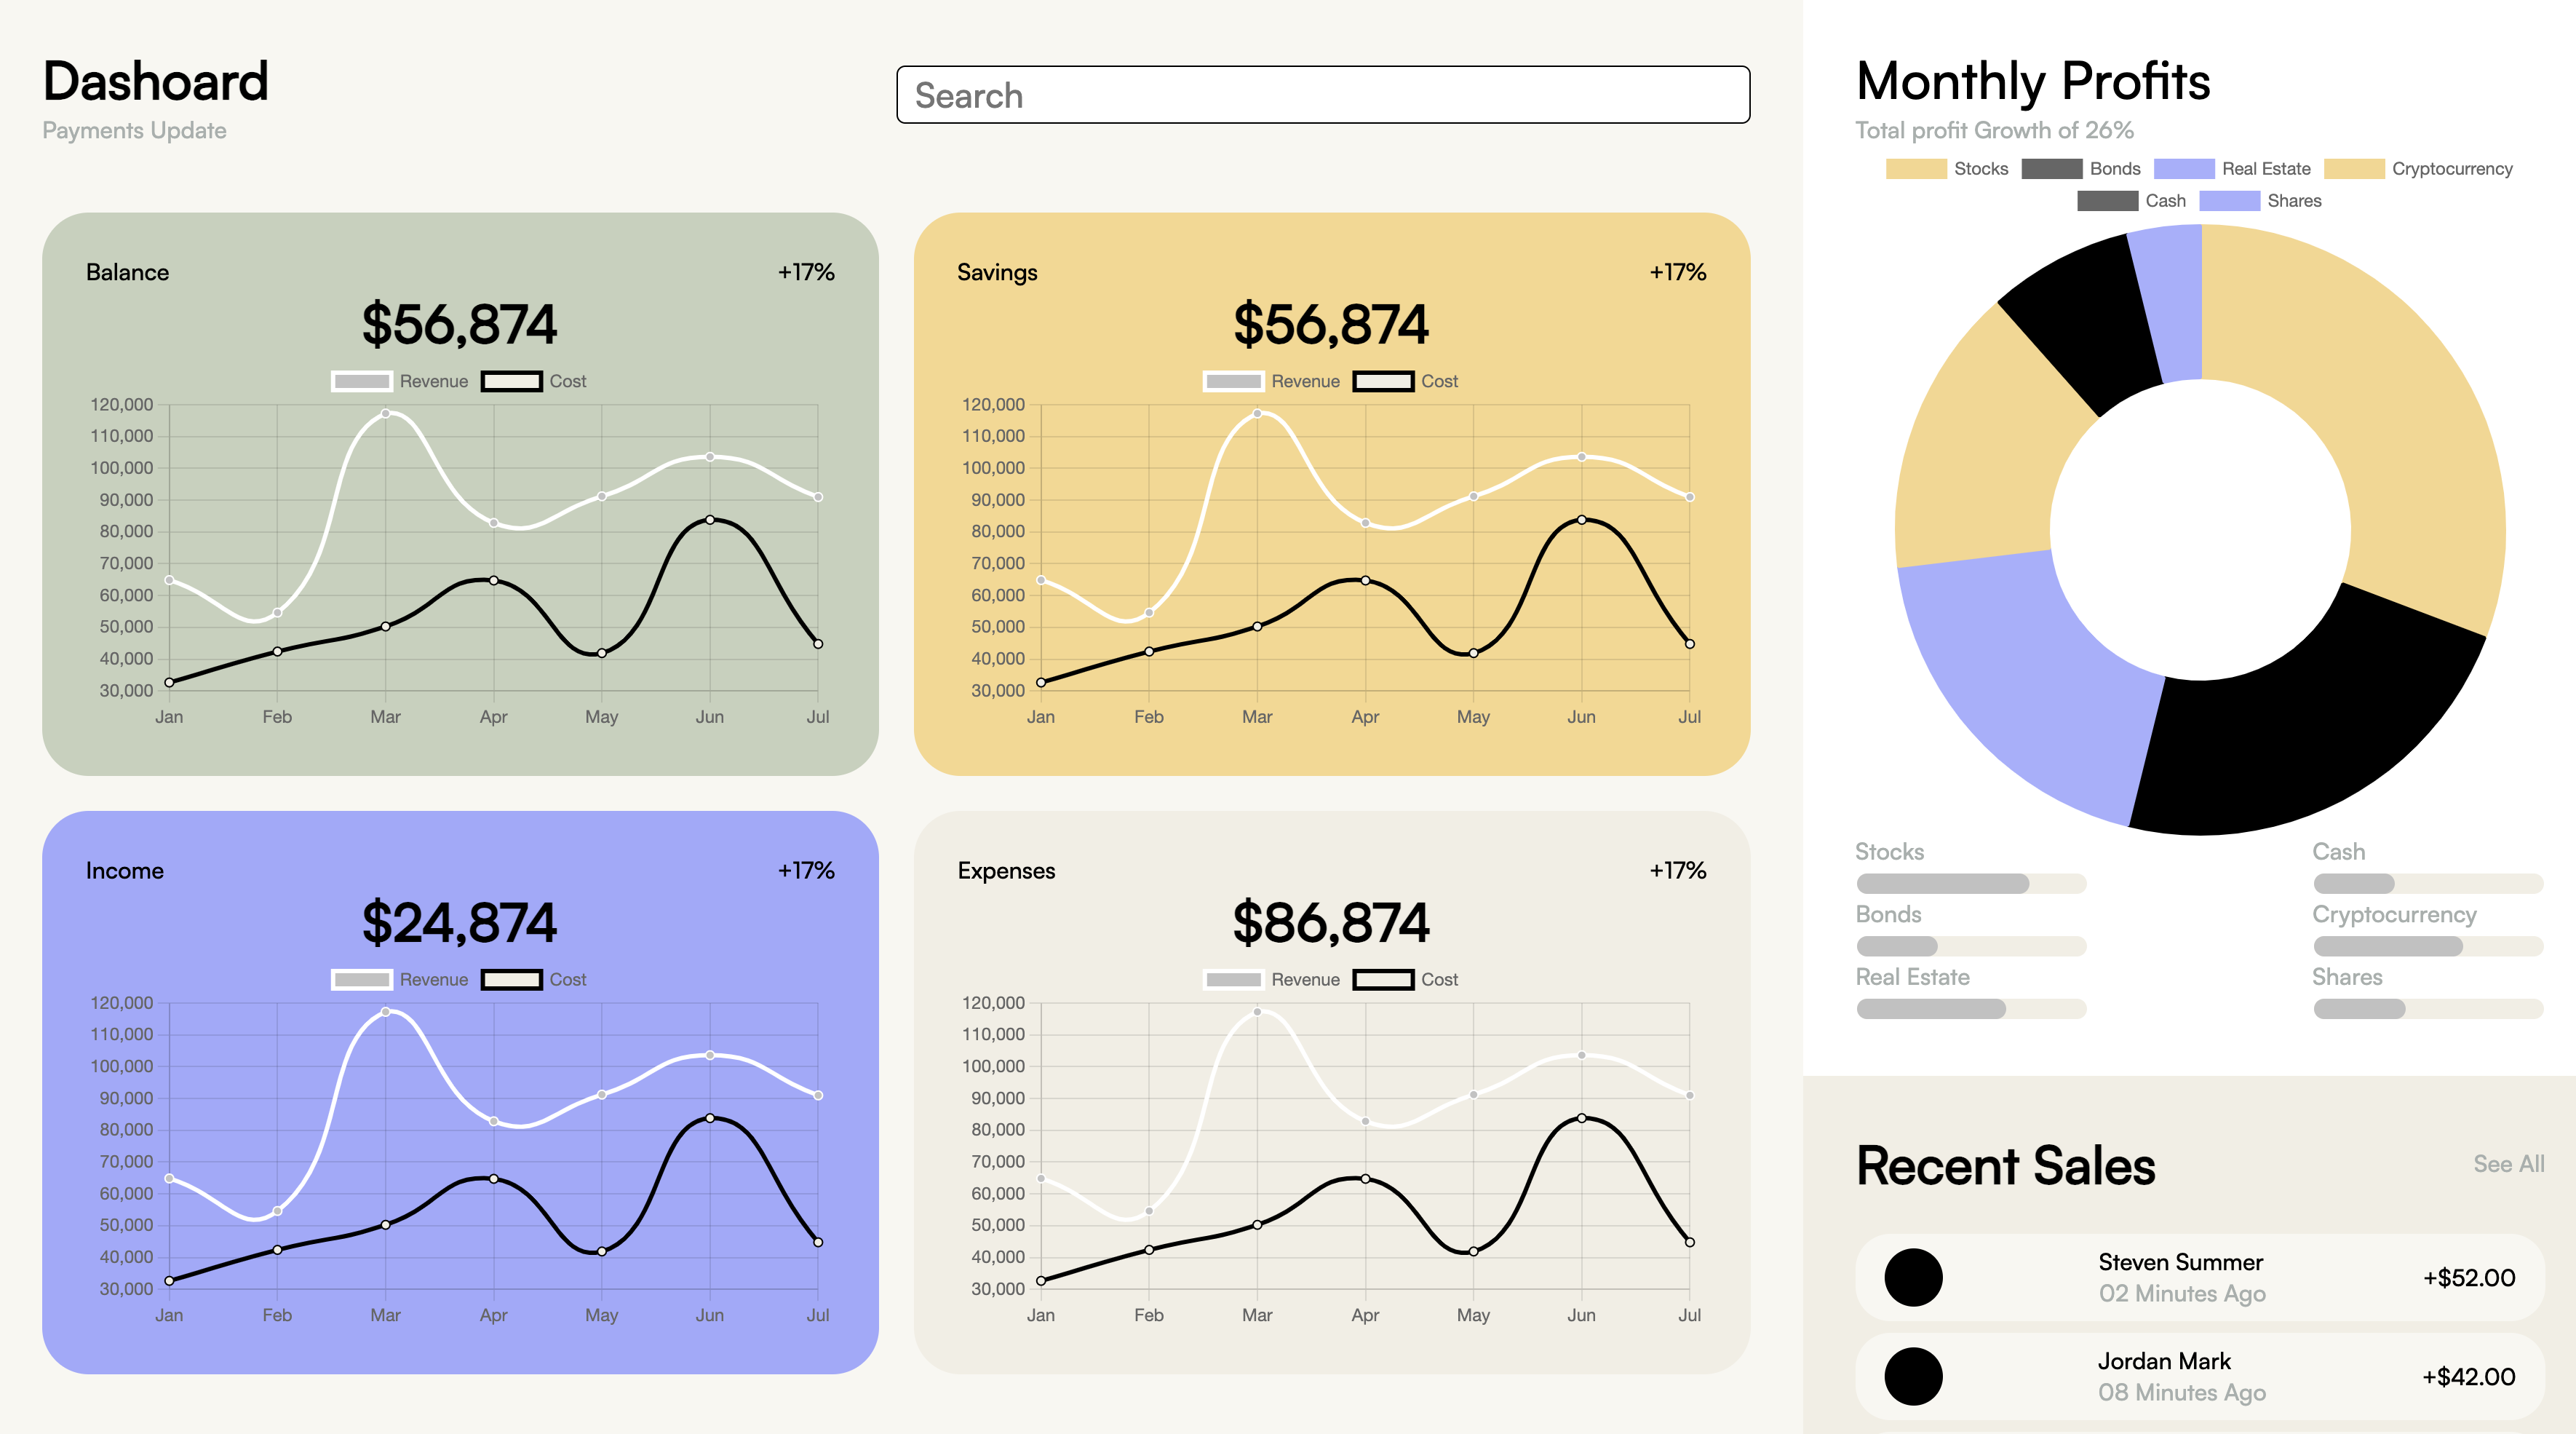 Dashoard
Payments Update
Search
Balance +17%
$56,874
Revenue Cost
120,000
110,000
100,000
90,000
80,000
70,000
60,000
50,000
40,000
30,000
Jan Feb Mar Apr May Jun Jul
Savings +17%
$56,874
Revenue Cost
120,000
110,000
100,000
90,000
80,000
70,000
60,000
50,000
40,000
30,000
Jan Feb Mar Apr May Jun Jul
Income +17%
$24,874
Revenue Cost
120,000
110,000
100,000
90,000
80,000
70,000
60,000
50,000
40,000
30,000
Jan Feb Mar Apr May Jun Jul
Expenses +17%
$86,874
Revenue Cost
120,000
110,000
100,000
90,000
80,000
70,000
60,000
50,000
40,000
30,000
Jan Feb Mar Apr May Jun Jul
Monthly Profits
Total profit Growth of 26%
Stocks Bonds Real Estate Cryptocurrency
Cash Shares
Stocks Cash
Bonds Cryptocurrency
Real Estate Shares
Recent Sales See All
Steven Summer
02 Minutes Ago
+$52.00
Jordan Mark
08 Minutes Ago
+$42.00